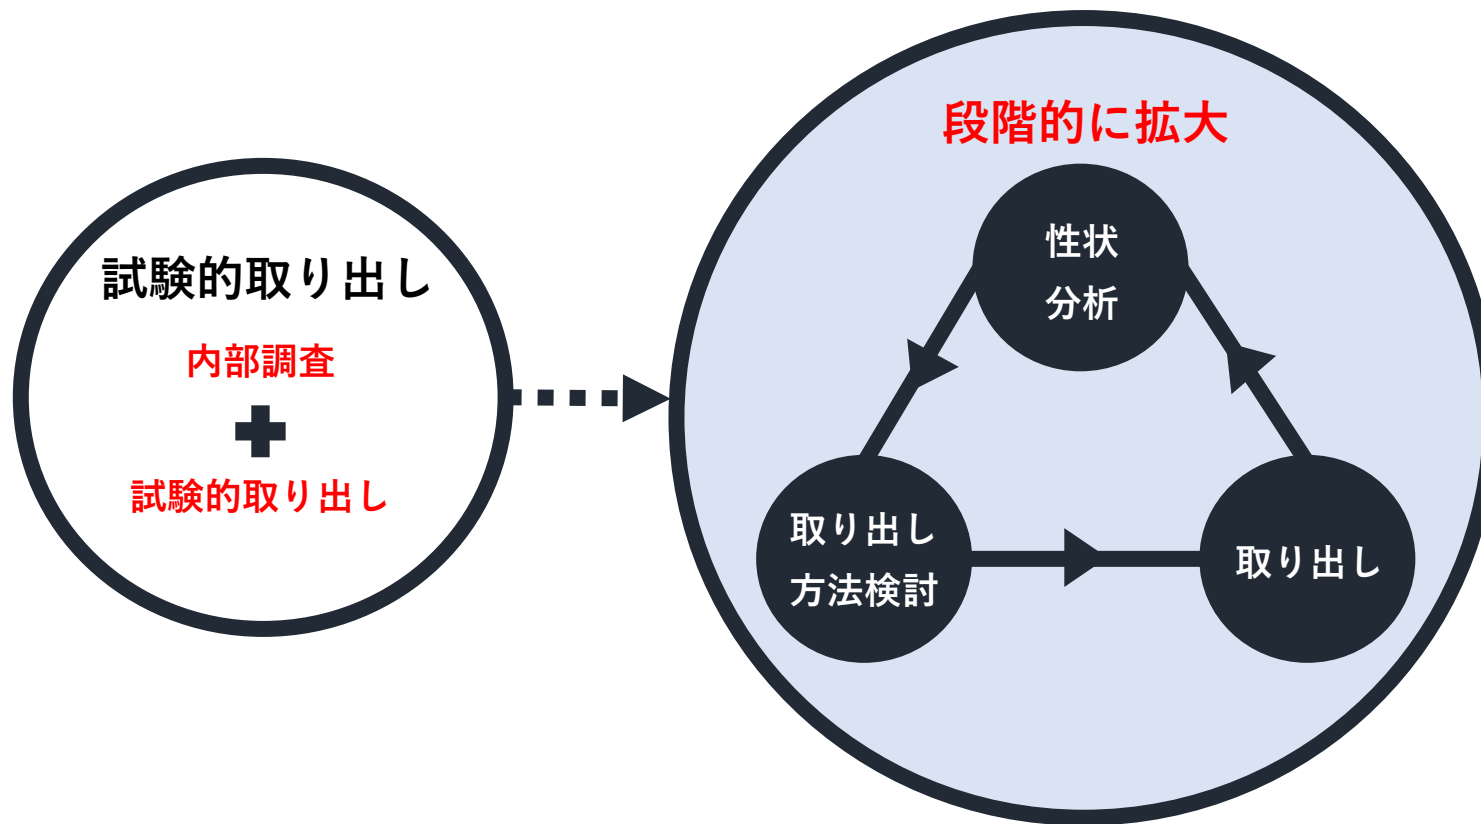 試験的取り出し
内部調査
試験的取り出し
段階的に拡大
性状
分析
取り出し
方法検討
取り出し